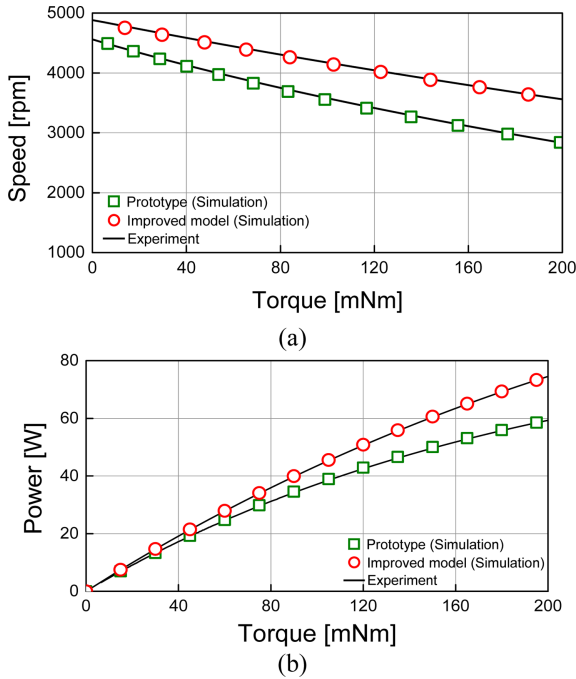 5000
4000
3000
2000
1000
Speed [rpm]
Prototype (Simulation)
Improved model (Simulation)
Experiment
0 40 80 120 160 200
Torque [mNm]
(a)
80
60
40
20
0
Power [W]
Prototype (Simulation)
Improved model (Simulation)
Experiment
0 40 80 120 160 200
Torque [mNm]
(b)